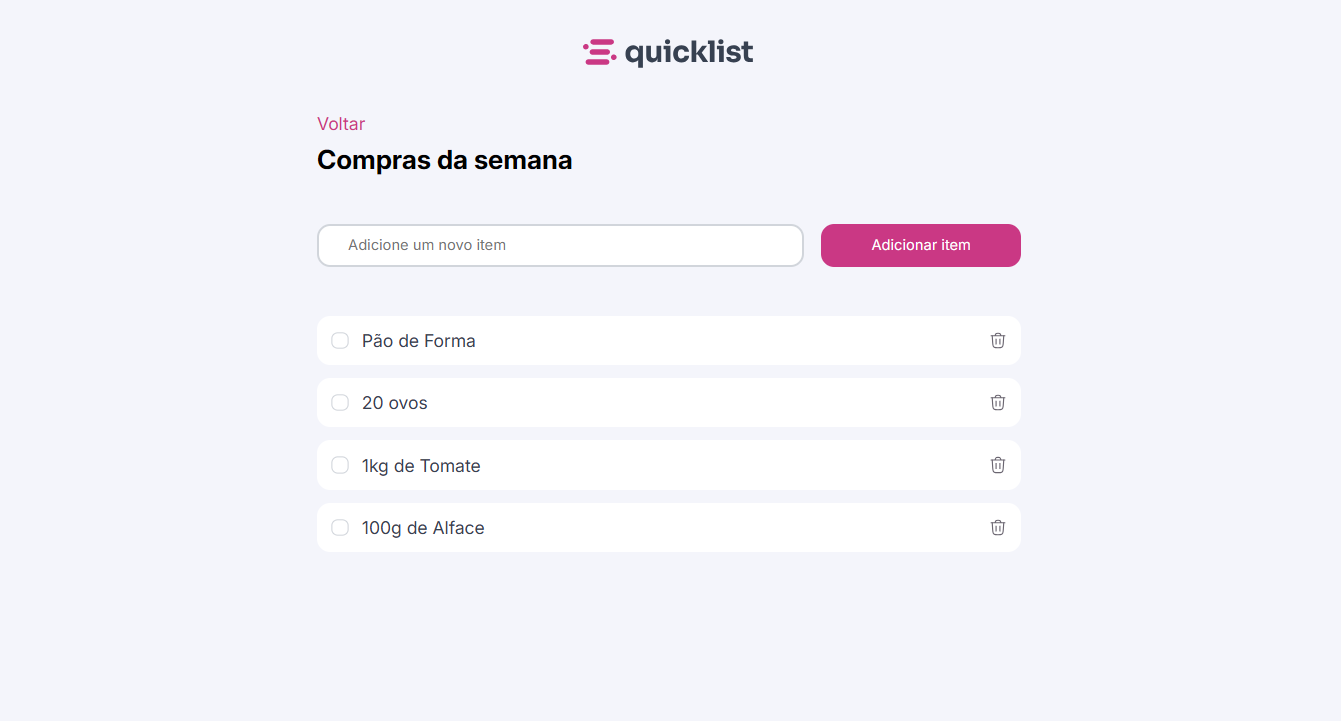 quicklist
Voltar
Compras da semana
Adicione um novo item
Adicionar item
Pão de Forma
20 ovos
1kg de Tomate
100g de Alface